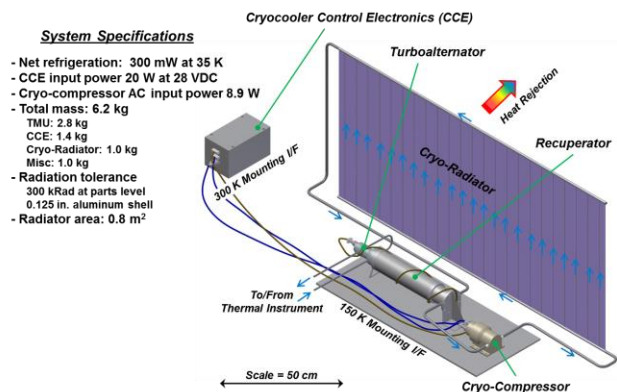 System Specifications
- Net refrigeration: 300 mW at 35 K
- CCE input power 20 W at 28 VDC
- Cryo-compressor AC input power 8.9 W
- Total mass: 6.2 kg
TMU: 2.8 kg
CCE: 1.4 kg
Cryo-Radiator: 1.0 kg
Misc: 1.0 kg
- Radiation tolerance
300 kRad at parts level
0.125 in. aluminum shell
- Radiator area: 0.8 m²
Cryocooler Control Electronics (CCE)
Turboalternator
Heat Rejection
Recuperator
Cryo-Radiator
300 K Mounting I/F
To/From
Thermal Instrument
150 K Mounting I/F
Scale = 50 cm
Cryo-Compressor